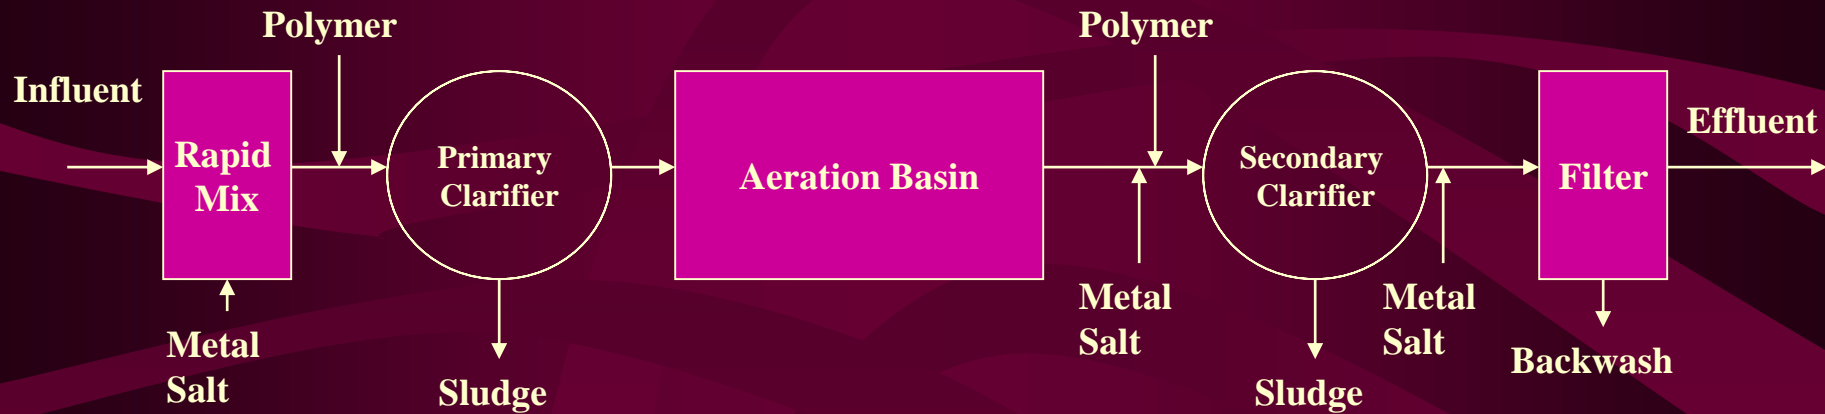 Polymer
Polymer
Influent
Effluent
Rapid
Mix
Primary
Clarifier
Aeration Basin
Secondary
Clarifier
Filter
Metal
Salt
Metal
Salt
Metal
Salt
Backwash
Sludge
Sludge